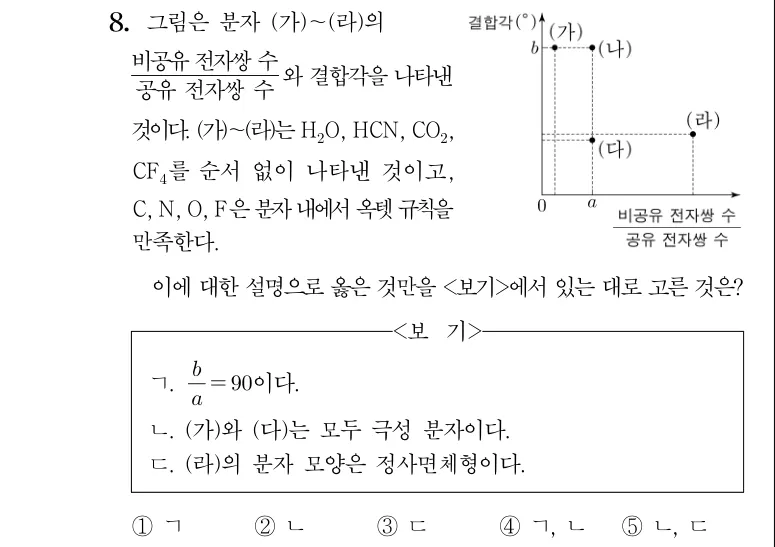 8. 그림은 분자 (가)~(라)의
비공유 전자쌍 수
공유 전자쌍 수
와 결합각을 나타낸
것이다. (가)~(라)는 H₂O, HCN, CO₂,
CF₄를 순서 없이 나타낸 것이고,
C, N, O, F은 분자 내에서 옥텟 규칙을
만족한다.
결합각(°)
(가)
b
(나)
(라)
(다)
0
a
비공유 전자쌍 수
공유 전자쌍 수
이에 대한 설명으로 옳은 것만을 <보기>에서 있는 대로 고른 것은?
<보 기>
ㄱ. b/a = 90이다.
ㄴ. (가)와 (다)는 모두 극성 분자이다.
ㄷ. (라)의 분자 모양은 정사면체형이다.
① ㄱ ② ㄴ ③ ㄷ ④ ㄱ, ㄴ ⑤ ㄴ, ㄷ